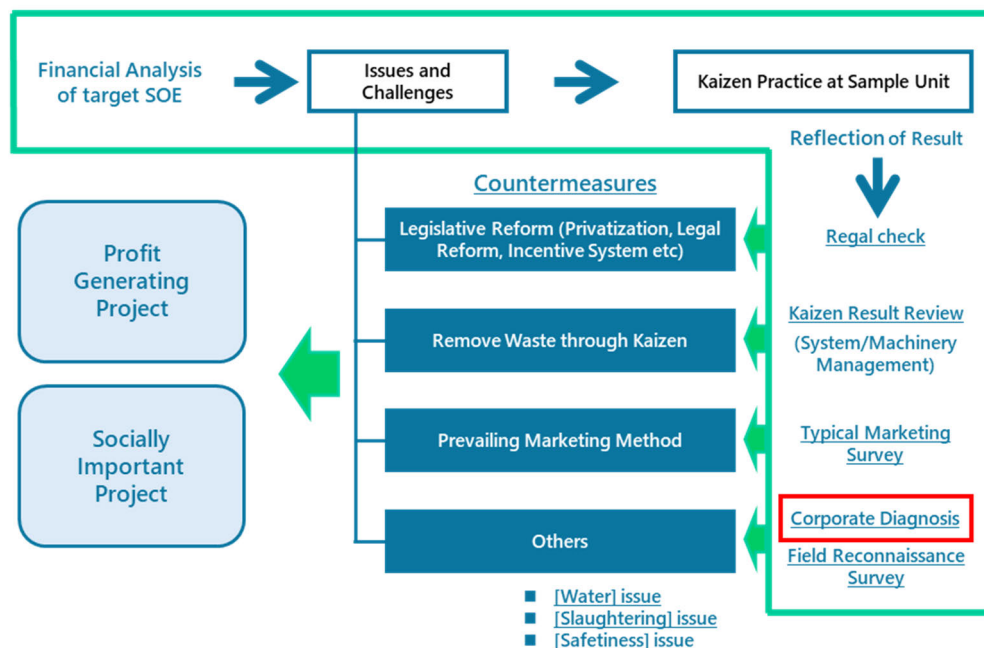 Financial Analysis
of target SOE
Issues and
Challenges
Kaizen Practice at Sample Unit
Reflection of Result
Regal check
Countermeasures
Legislative Reform (Privatization, Legal
Reform, Incentive System etc)
Remove Waste through Kaizen
Prevailing Marketing Method
Others
Kaizen Result Review
(System/Machinery
Management)
Typical Marketing
Survey
Corporate Diagnosis
Field Reconnaissance
Survey
Profit
Generating
Project
Socially
Important
Project
■ [Water] issue
■ [Slaughtering] issue
■ [Safetiness] issue